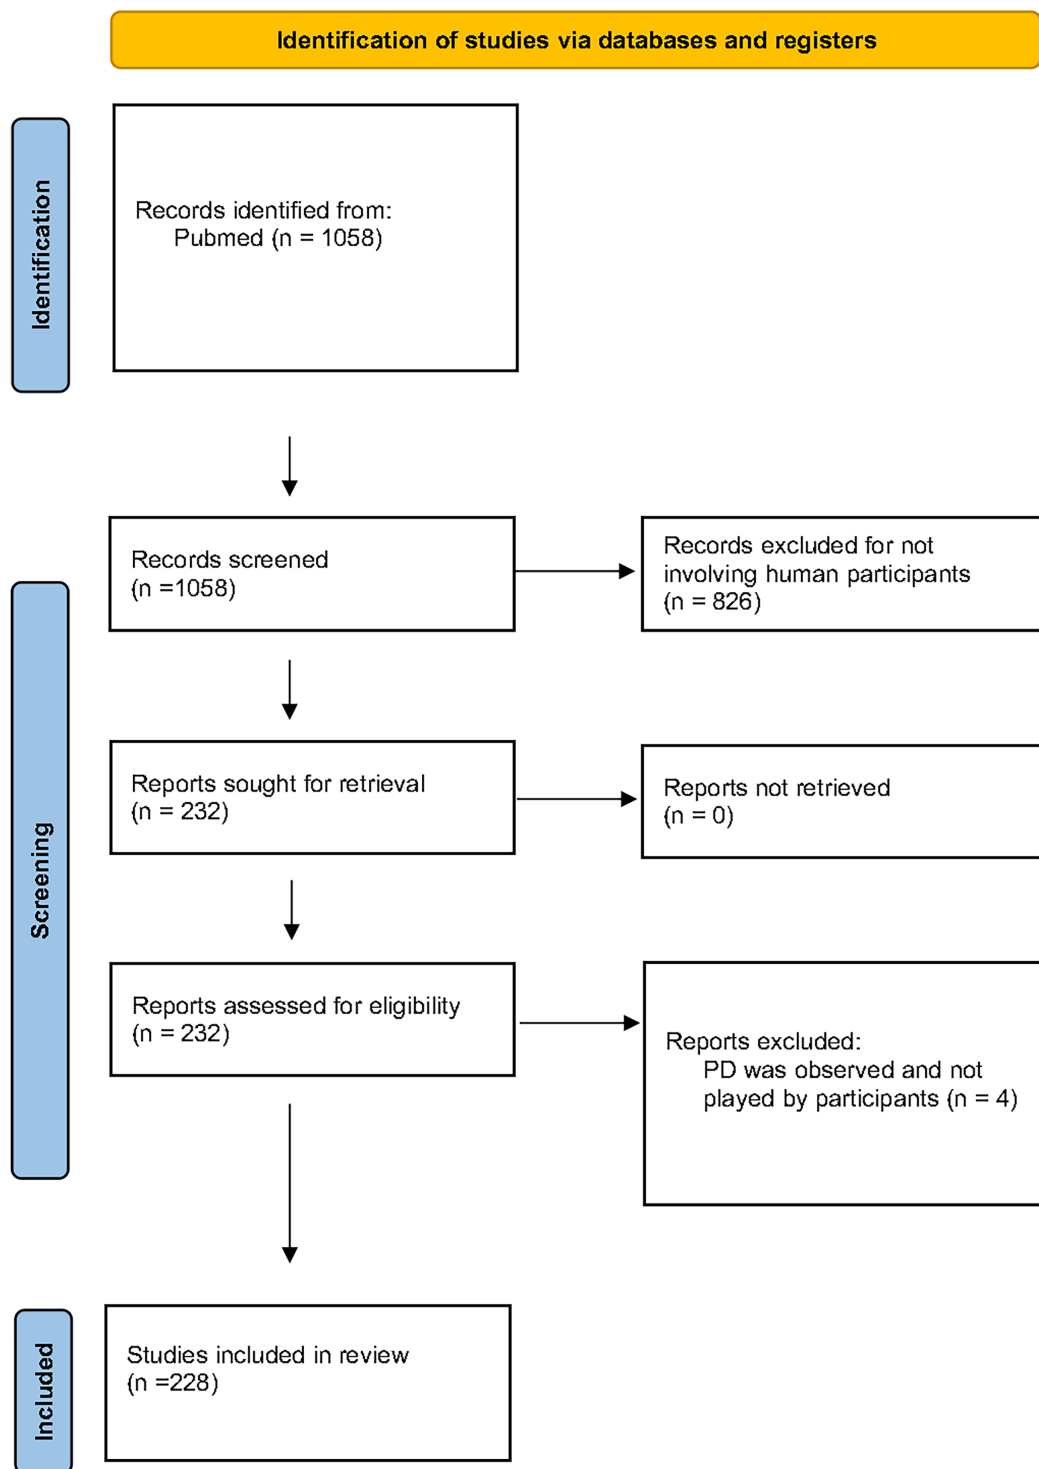 Identification of studies via databases and registers
Identification
Records identified from:
Pubmed (n = 1058)
Records screened
(n =1058)
Records excluded for not
involving human participants
(n = 826)
Screening
Reports sought for retrieval
(n = 232)
Reports not retrieved
(n = 0)
Reports assessed for eligibility
(n = 232)
Reports excluded:
PD was observed and not
played by participants (n = 4)
Included
Studies included in review
(n =228)